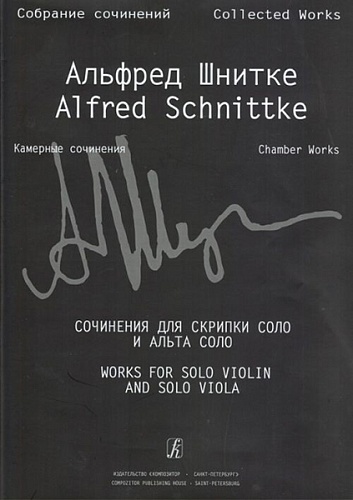 Собрание сочинений Collected Works
Альфред Шнитке
Alfred Schnittke
Камерные сочинения Chamber Works
СОЧИНЕНИЯ ДЛЯ СКРИПКИ СОЛО
И АЛЬТА СОЛО
WORKS FOR SOLO VIOLIN
AND SOLO VIOLA
ИЗДАТЕЛЬСТВО «КОМПОЗИТОР • САНКТ-ПЕТЕРБУРГ»
COMPOZITOR PUBLISHING HOUSE • SAINT-PETERSBURG